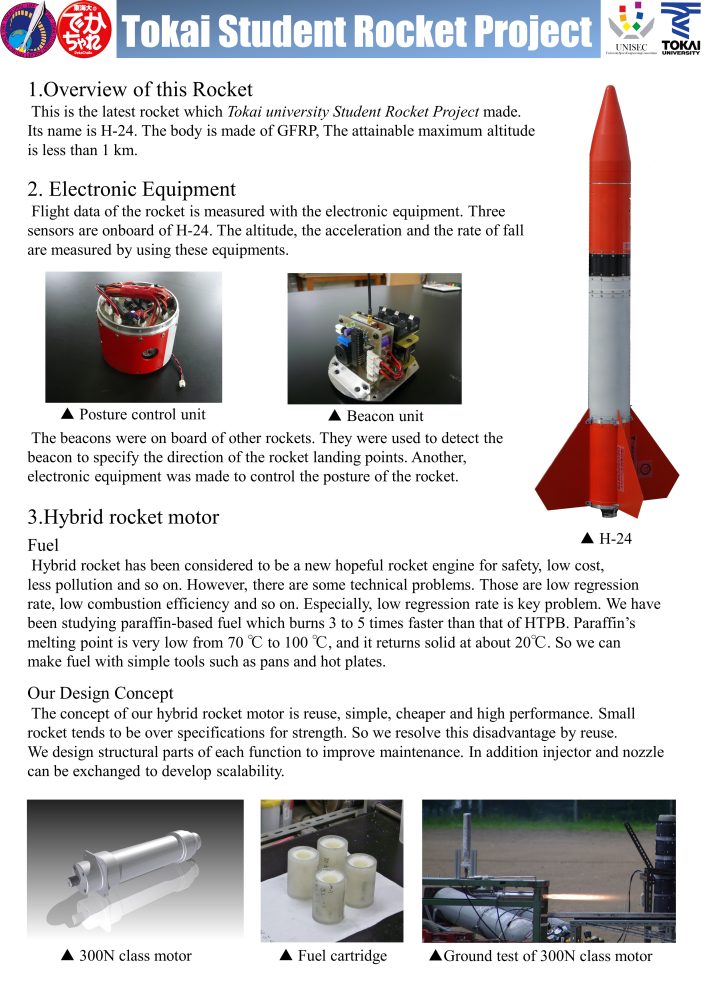 東海大の
でかちゃれ
Tokai Student Rocket Project
UNISEC
TOKAI
UNIVERSITY
1.Overview of this Rocket
This is the latest rocket which Tokai university Student Rocket Project made.
Its name is H-24. The body is made of GFRP, The attainable maximum altitude
is less than 1 km.
2. Electronic Equipment
Flight data of the rocket is measured with the electronic equipment. Three
sensors are onboard of H-24. The altitude, the acceleration and the rate of fall
are measured by using these equipments.
▲ Posture control unit
▲ Beacon unit
The beacons were on board of other rockets. They were used to detect the
beacon to specify the direction of the rocket landing points. Another,
electronic equipment was made to control the posture of the rocket.
▲ H-24
3.Hybrid rocket motor
Fuel
Hybrid rocket has been considered to be a new hopeful rocket engine for safety, low cost,
less pollution and so on. However, there are some technical problems. Those are low regression
rate, low combustion efficiency and so on. Especially, low regression rate is key problem. We have
been studying paraffin-based fuel which burns 3 to 5 times faster than that of HTPB. Paraffin's
melting point is very low from 70 ℃ to 100 ℃, and it returns solid at about 20℃. So we can
make fuel with simple tools such as pans and hot plates.
Our Design Concept
The concept of our hybrid rocket motor is reuse, simple, cheaper and high performance. Small
rocket tends to be over specifications for strength. So we resolve this disadvantage by reuse.
We design structural parts of each function to improve maintenance. In addition injector and nozzle
can be exchanged to develop scalability.
▲ 300N class motor
▲ Fuel cartridge
▲Ground test of 300N class motor